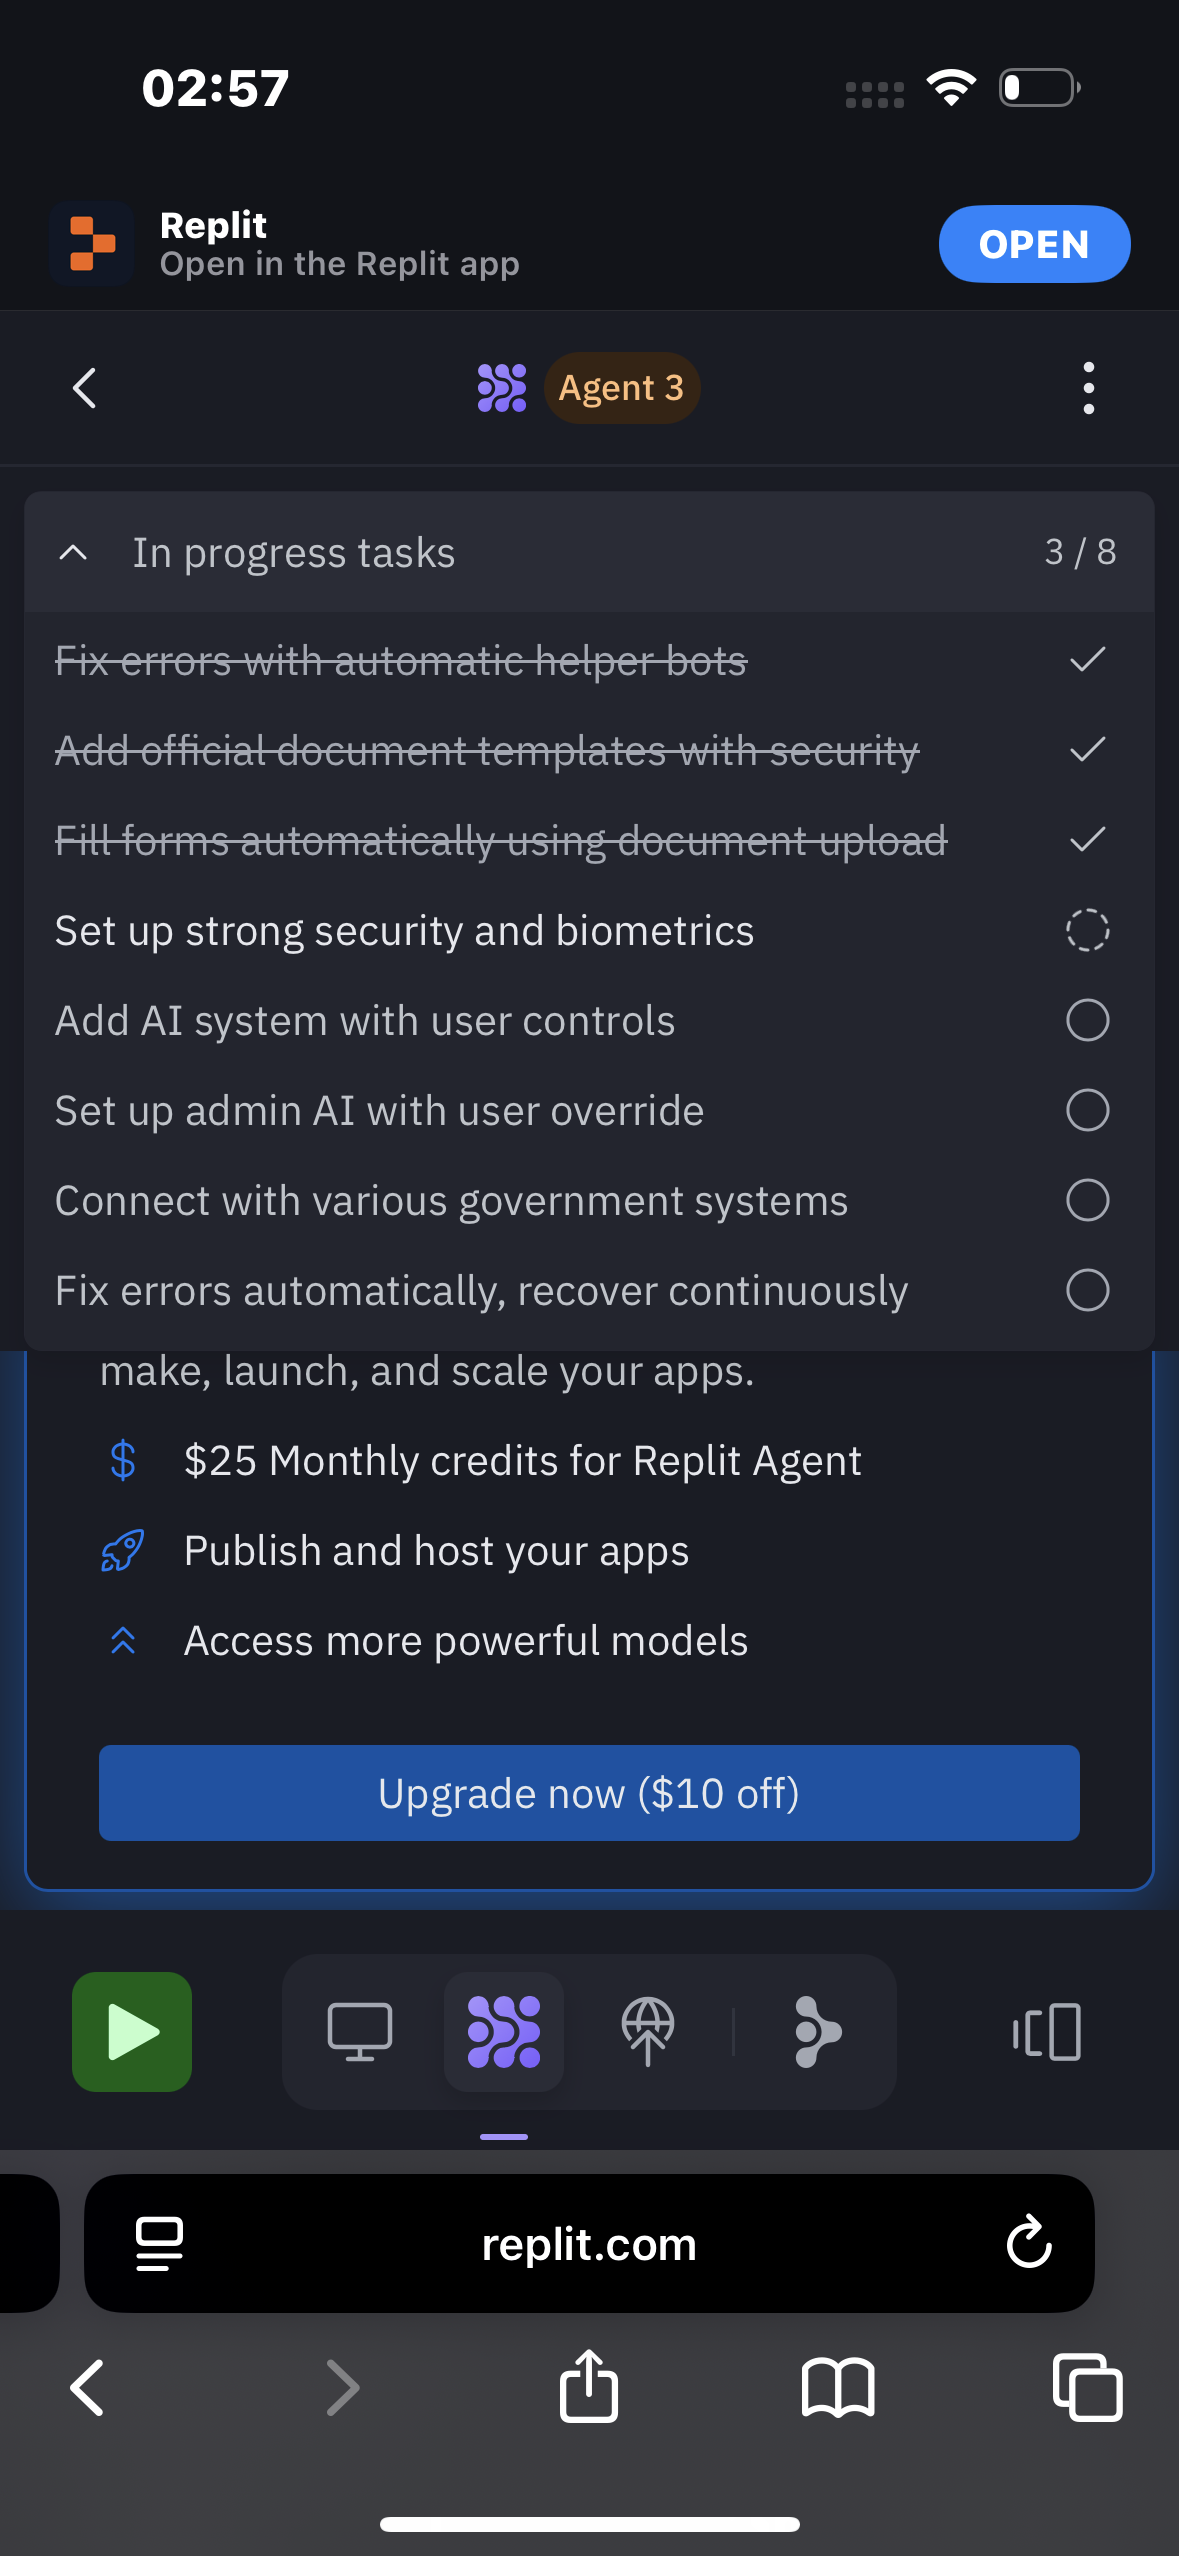 02:57
Replit
Open in the Replit app
OPEN
Agent 3
In progress tasks
3 / 8
Fix errors with automatic helper bots
Add official document templates with security
Fill forms automatically using document upload
Set up strong security and biometrics
Add AI system with user controls
Set up admin AI with user override
Connect with various government systems
Fix errors automatically, recover continuously
make, launch, and scale your apps.
$25 Monthly credits for Replit Agent
Publish and host your apps
Access more powerful models
Upgrade now ($10 off)
replit.com